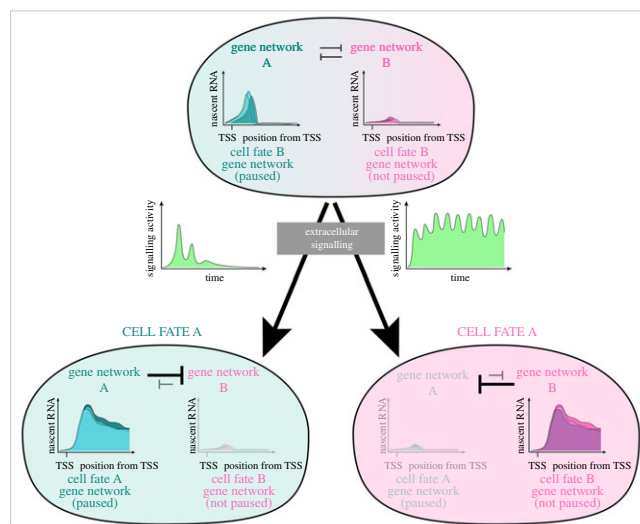 gene network
A
gene network
B
nascent RNA
TSS position from TSS
cell fate B
gene network
(paused)
nascent RNA
TSS position from TSS
cell fate B
gene network
(not paused)
signalling activity
time
extracellular
signalling
signalling activity
time
CELL FATE A
gene network
A
gene network
B
nascent RNA
TSS position from TSS
cell fate A
gene network
(paused)
nascent RNA
TSS position from TSS
cell fate B
gene network
(not paused)
CELL FATE A
gene network
A
gene network
B
nascent RNA
TSS position from TSS
cell fate A
gene network
(paused)
nascent RNA
TSS position from TSS
cell fate B
gene network
(not paused)